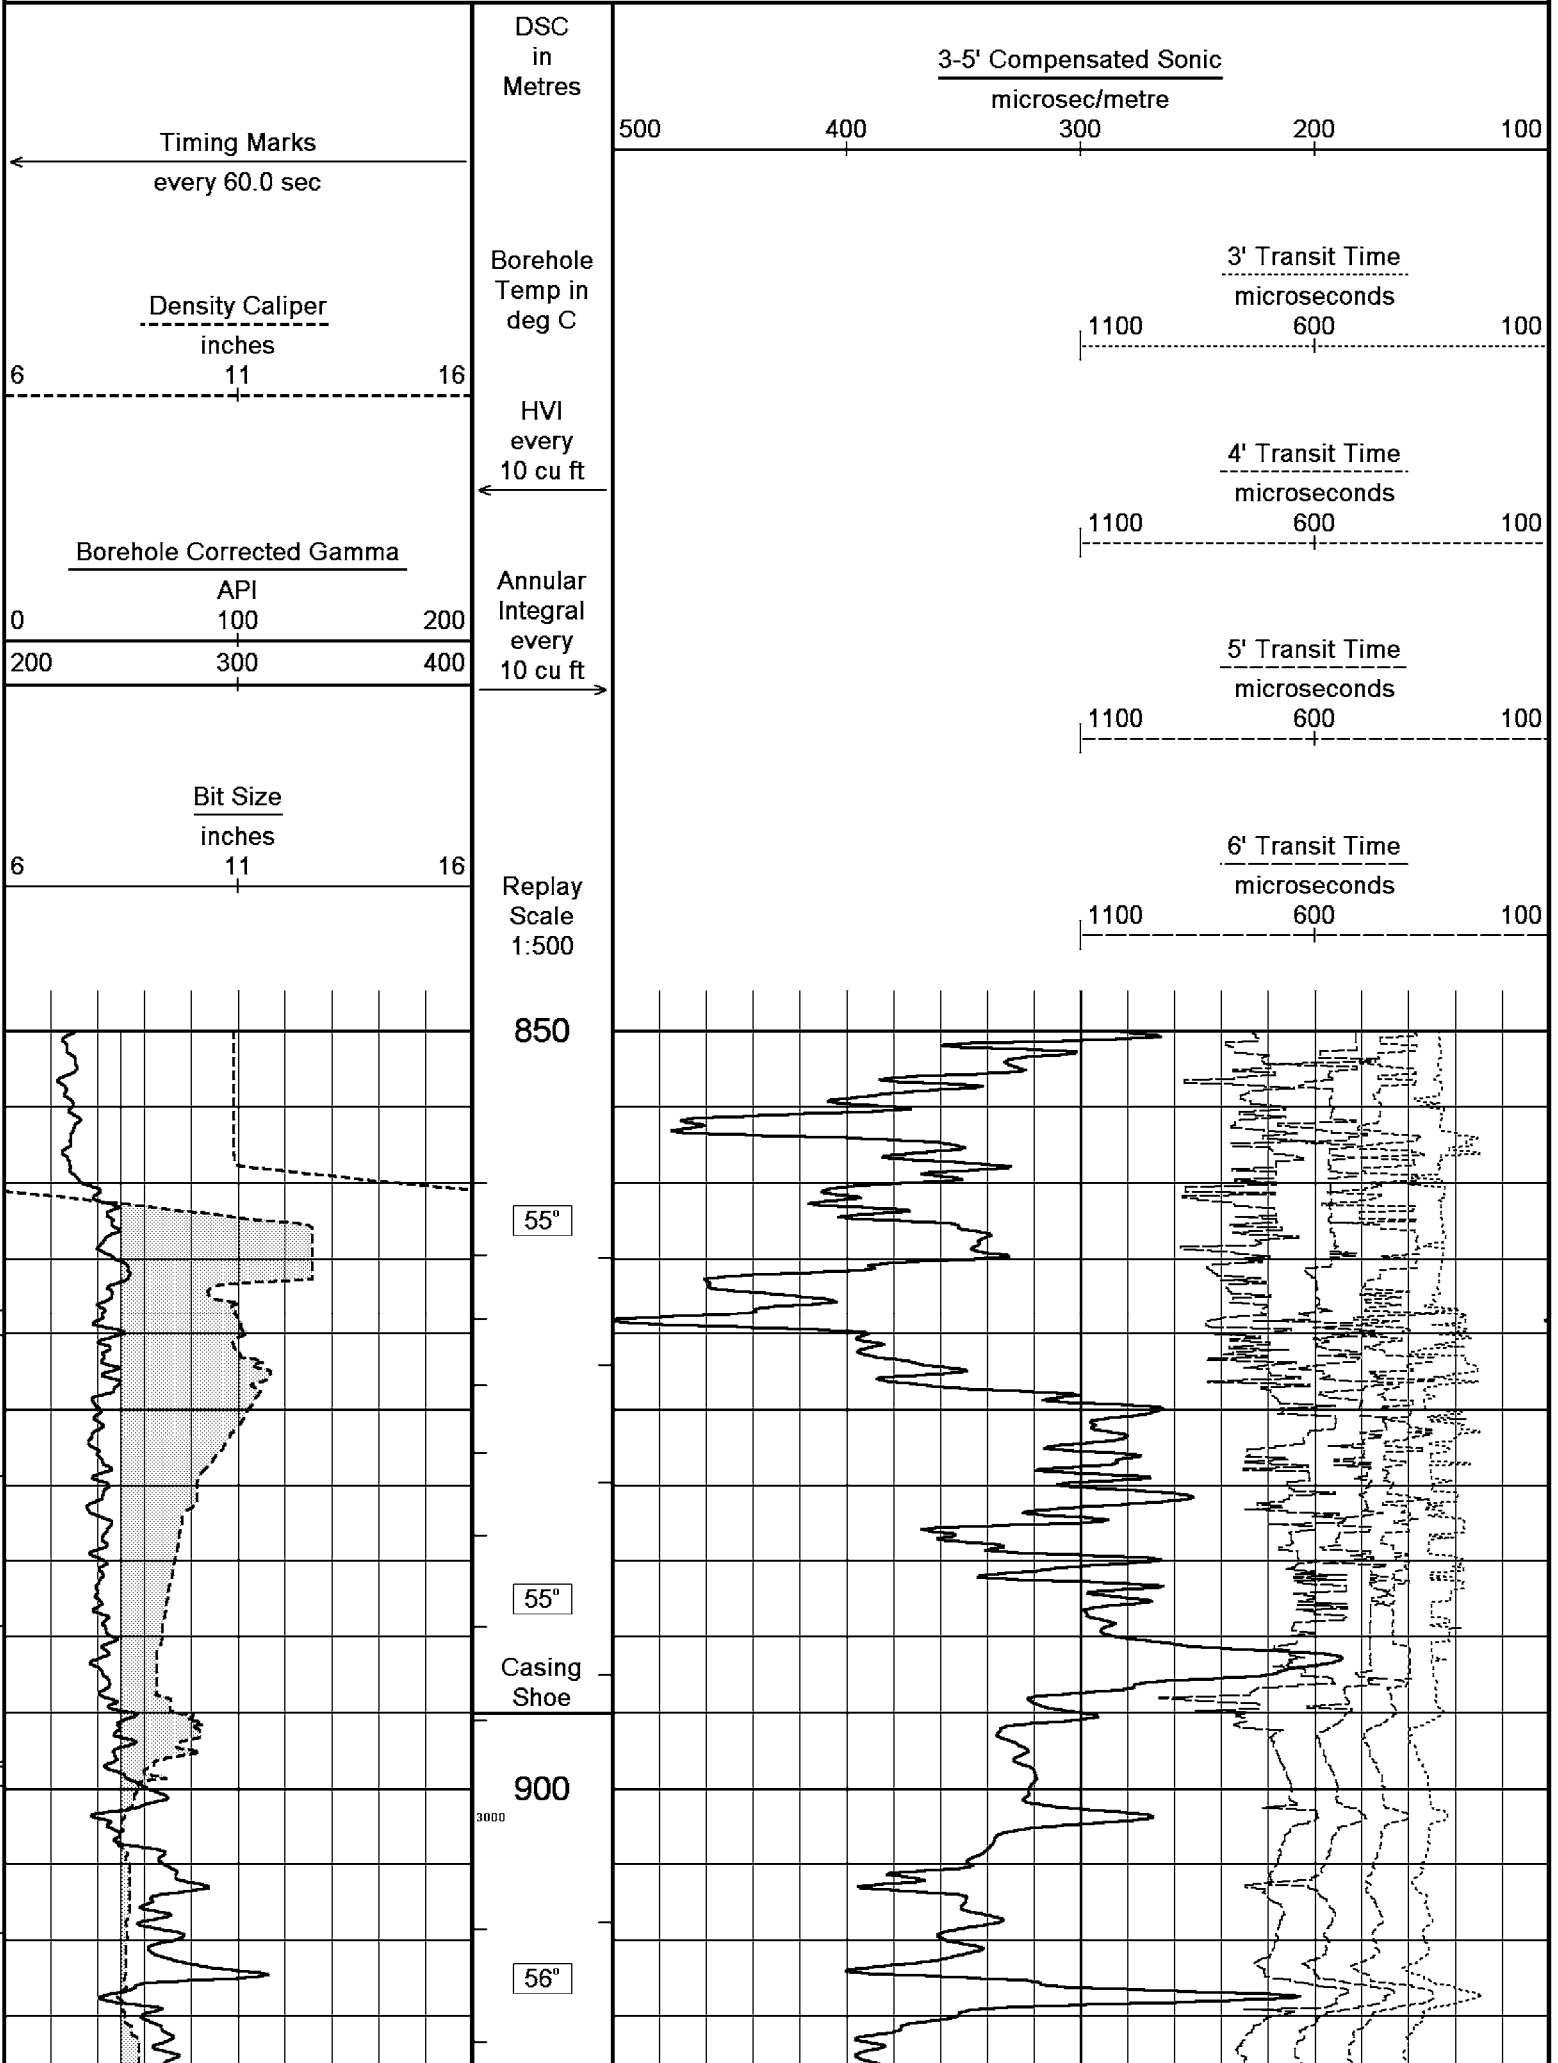 Timing Marks
every 60.0 sec
Density Caliper
inches
6 11 16
Borehole Corrected Gamma
API
0 100 200
200 300 400
Bit Size
inches
6 11 16
DSC
in
Metres
Borehole
Temp in
deg C
HVI
every
10 cu ft
Annular
Integral
every
10 cu ft
Replay
Scale
1:500
3-5' Compensated Sonic
microsec/metre
500 400 300 200 100
3' Transit Time
microseconds
1100 600 100
4' Transit Time
microseconds
1100 600 100
5' Transit Time
microseconds
1100 600 100
6' Transit Time
microseconds
1100 600 100
850
55°
55°
Casing
Shoe
900
3000
56°